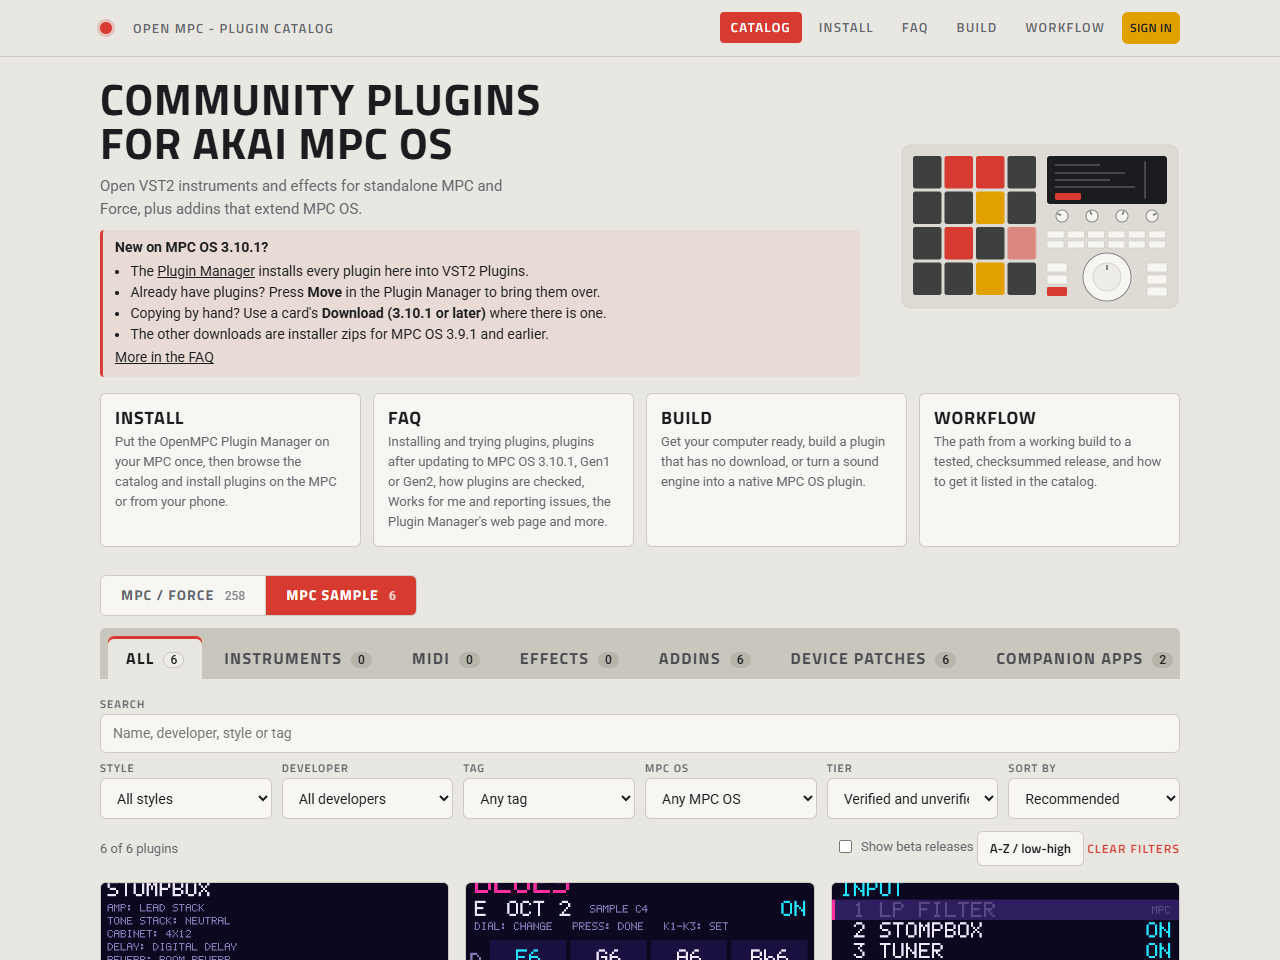 OPEN MPC - PLUGIN CATALOG
CATALOG INSTALL FAQ BUILD WORKFLOW SIGN IN
COMMUNITY PLUGINS
FOR AKAI MPC OS
Open VST2 instruments and effects for standalone MPC and
Force, plus addins that extend MPC OS.
New on MPC OS 3.10.1?
The Plugin Manager installs every plugin here into VST2 Plugins.
Already have plugins? Press Move in the Plugin Manager to bring them over.
Copying by hand? Use a card's Download (3.10.1 or later) where there is one.
The other downloads are installer zips for MPC OS 3.9.1 and earlier.
More in the FAQ
INSTALL
Put the OpenMPC Plugin Manager on
your MPC once, then browse the
catalog and install plugins on the MPC
or from your phone.
FAQ
Installing and trying plugins, plugins
after updating to MPC OS 3.10.1, Gen1
or Gen2, how plugins are checked,
Works for me and reporting issues, the
Plugin Manager's web page and more.
BUILD
Get your computer ready, build a plugin
that has no download, or turn a sound
engine into a native MPC OS plugin.
WORKFLOW
The path from a working build to a
tested, checksummed release, and how
to get it listed in the catalog.
MPC / FORCE 258 MPC SAMPLE 6
ALL 6 INSTRUMENTS 0 MIDI 0 EFFECTS 0 ADDINS 6 DEVICE PATCHES 6 COMPANION APPS 2
SEARCH
Name, developer, style or tag
STYLE DEVELOPER TAG MPC OS TIER SORT BY
All styles All developers Any tag Any MPC OS Verified and unverifie Recommended
6 of 6 plugins Show beta releases A-Z / low-high CLEAR FILTERS
STOMPBOX
AMP: LEAD STACK
TONE STACK: NEUTRAL
CABINET: 4X12
DELAY: DIGITAL DELAY
E OCT 2 SAMPLE C4 ON
DIAL: CHANGE PRESS: DONE K1-K3: SET
INPUT
1 LP FILTER MPC
2 STOMPBOX ON
3 TUNER ON